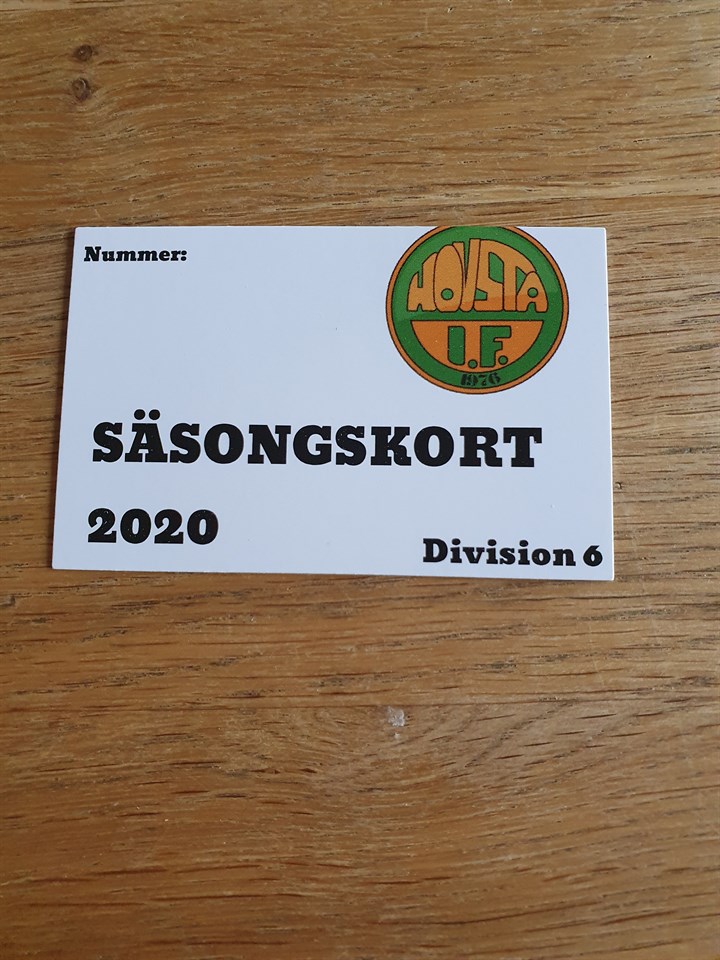 Nummer:
HOVSTA
I.F.
1976
SÄSONGSKORT
2020
Division 6